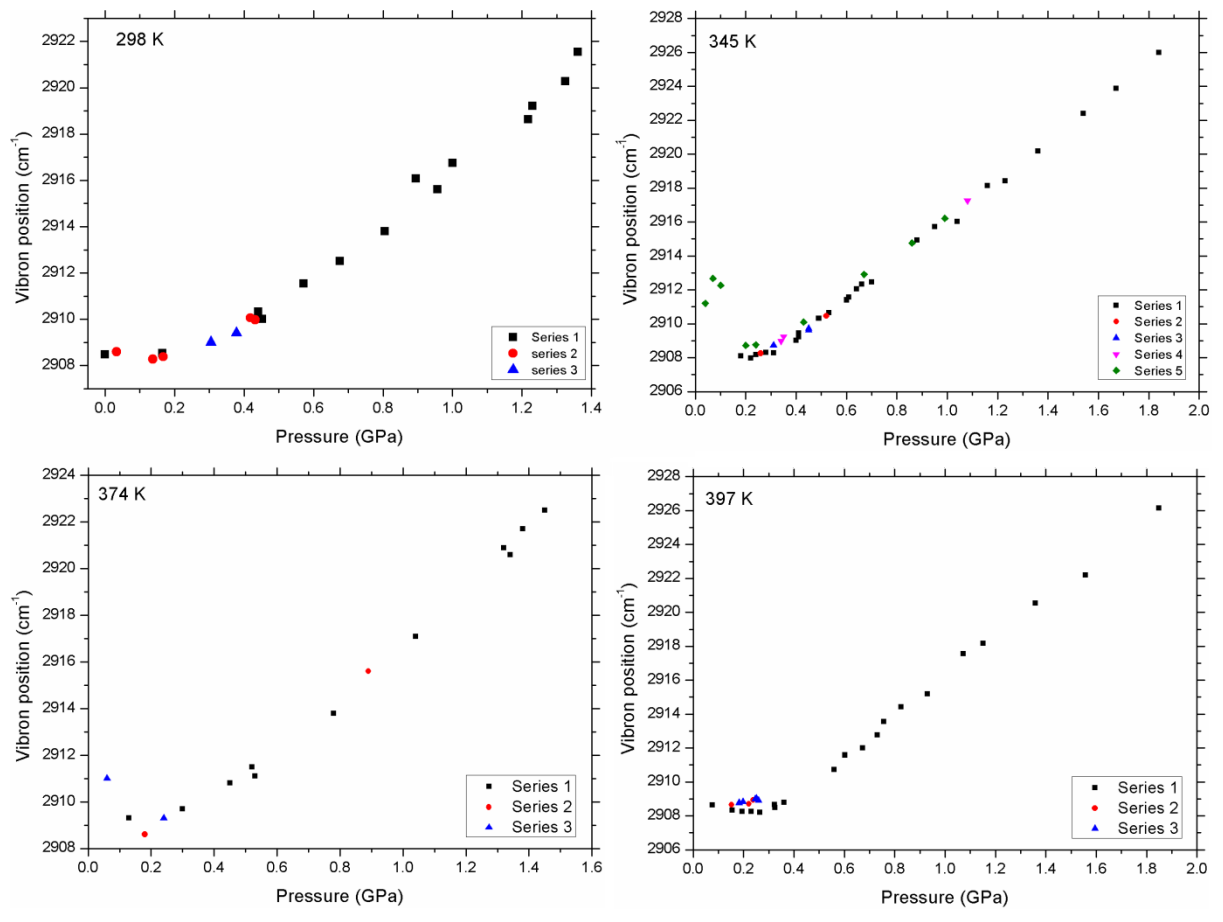 298 K
2922
2920
2918
2916
2914
2912
2910
2908
Vibron position (cm-1)
0.0 0.2 0.4 0.6 0.8 1.0 1.2 1.4
Pressure (GPa)
Series 1
series 2
series 3
345 K
2928
2926
2924
2922
2920
2918
2916
2914
2912
2910
2908
2906
Vibron position (cm-1)
0.0 0.2 0.4 0.6 0.8 1.0 1.2 1.4 1.6 1.8 2.0
Pressure (GPa)
Series 1
Series 2
Series 3
Series 4
Series 5
374 K
2924
2922
2920
2918
2916
2914
2912
2910
2908
Vibron position (cm-1)
0.0 0.2 0.4 0.6 0.8 1.0 1.2 1.4 1.6
Pressure (GPa)
Series 1
Series 2
Series 3
397 K
2928
2926
2924
2922
2920
2918
2916
2914
2912
2910
2908
2906
Vibron position (cm-1)
0.0 0.2 0.4 0.6 0.8 1.0 1.2 1.4 1.6 1.8 2.0
Pressure (GPa)
Series 1
Series 2
Series 3